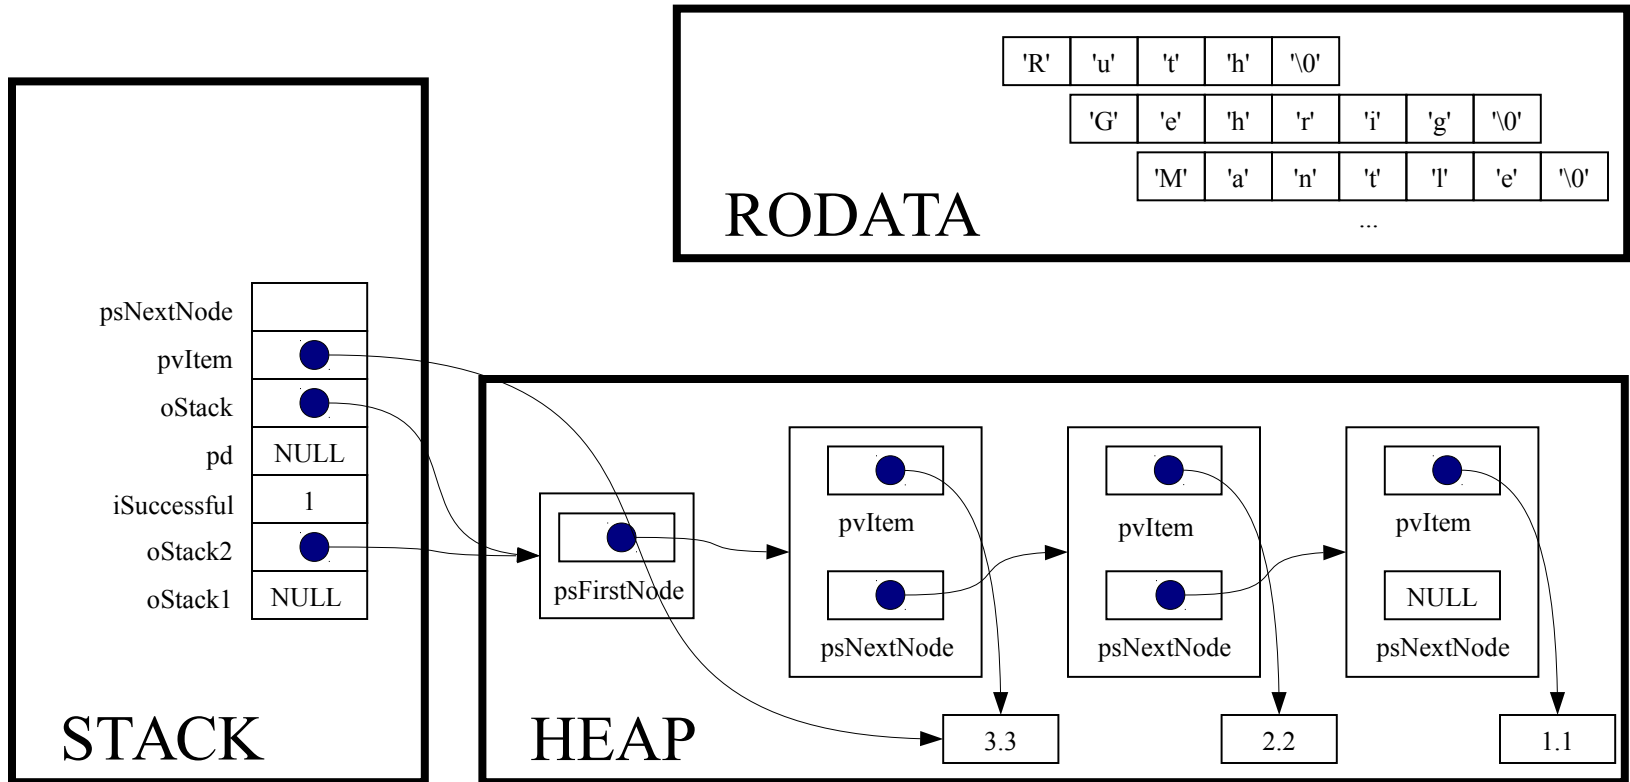 'R' 'u' 't' 'h' '\0'
'G' 'e' 'h' 'r' 'i' 'g' '\0'
'M' 'a' 'n' 't' 'l' 'e' '\0'
...
RODATA
psNextNode
pvItem
oStack
pd NULL
iSuccessful 1
oStack2
oStack1 NULL
STACK
psFirstNode
pvItem
psNextNode
pvItem
psNextNode
pvItem
NULL
psNextNode
3.3
2.2
1.1
HEAP